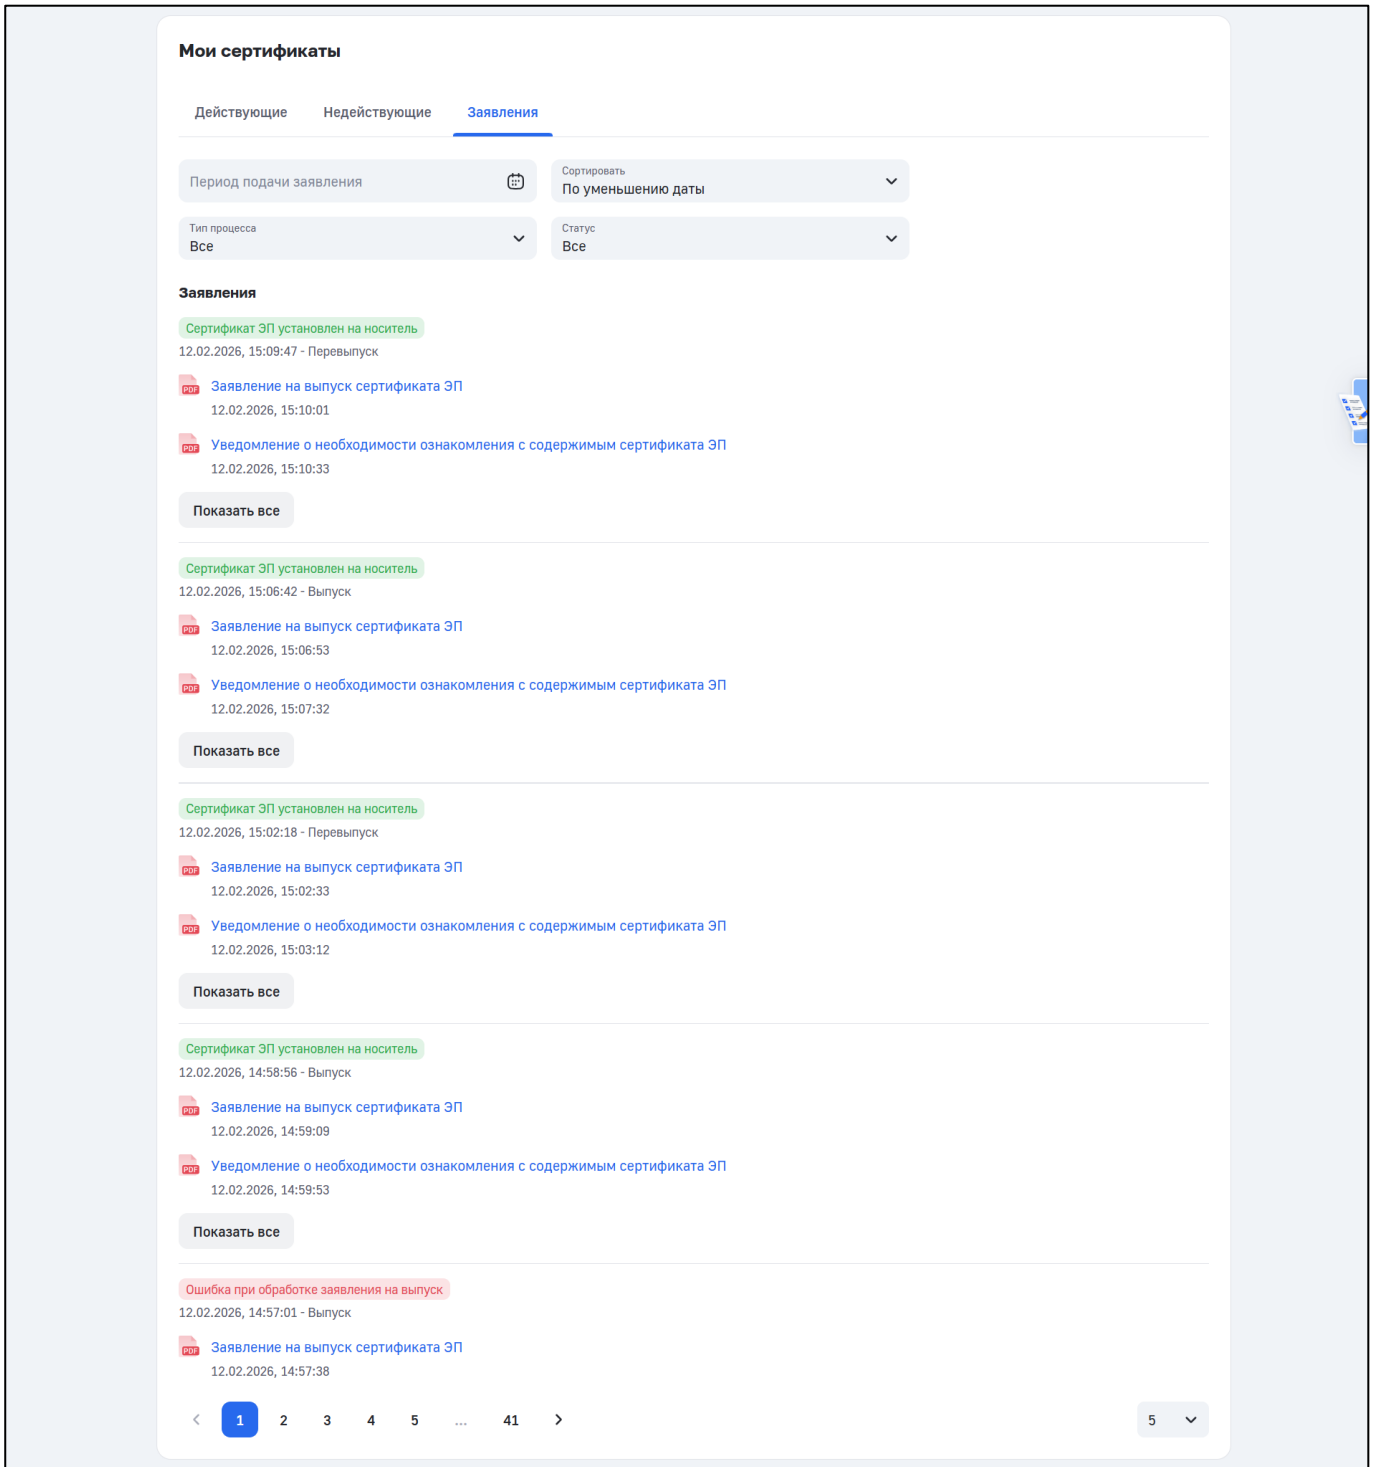 Мои сертификаты
Действующие Недействующие Заявления
Период подачи заявления
Сортировать
По уменьшению даты
Тип процесса
Все
Статус
Все
Заявления
Сертификат ЭП установлен на носитель
12.02.2026, 15:09:47 - Перевыпуск
PDF Заявление на выпуск сертификата ЭП
12.02.2026, 15:10:01
PDF Уведомление о необходимости ознакомления с содержимым сертификата ЭП
12.02.2026, 15:10:33
Показать все
Сертификат ЭП установлен на носитель
12.02.2026, 15:06:42 - Выпуск
PDF Заявление на выпуск сертификата ЭП
12.02.2026, 15:06:53
PDF Уведомление о необходимости ознакомления с содержимым сертификата ЭП
12.02.2026, 15:07:32
Показать все
Сертификат ЭП установлен на носитель
12.02.2026, 15:02:18 - Перевыпуск
PDF Заявление на выпуск сертификата ЭП
12.02.2026, 15:02:33
PDF Уведомление о необходимости ознакомления с содержимым сертификата ЭП
12.02.2026, 15:03:12
Показать все
Сертификат ЭП установлен на носитель
12.02.2026, 14:58:56 - Выпуск
PDF Заявление на выпуск сертификата ЭП
12.02.2026, 14:59:09
PDF Уведомление о необходимости ознакомления с содержимым сертификата ЭП
12.02.2026, 14:59:53
Показать все
Ошибка при обработке заявления на выпуск
12.02.2026, 14:57:01 - Выпуск
PDF Заявление на выпуск сертификата ЭП
12.02.2026, 14:57:38
1 2 3 4 5 ... 41 5